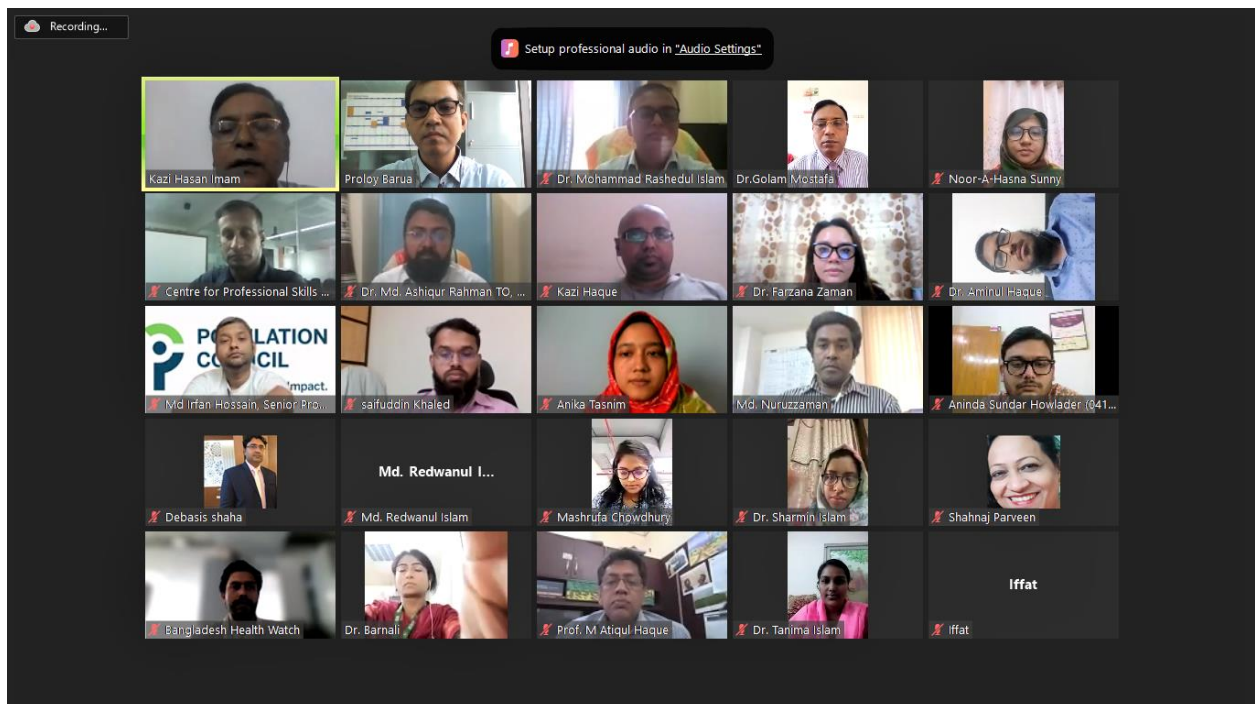 Recording...
Setup professional audio in "Audio Settings"
Kazi Hasan Imam
Proloy Barua
Dr. Mohammad Rashedul Islam
Dr.Golam Mostafa
Noor-A-Hasna Sunny
Centre for Professional Skills ...
Dr. Md. Ashiqur Rahman TO, ...
Kazi Haque
Dr. Farzana Zaman
Dr. Aminul Haque
POPULATION
COUNCIL
Impact.
Md Irfan Hossain, Senior Pro...
saifuddin Khaled
Anika Tasnim
Md. Nuruzzaman
Aninda Sundar Howlader (041...
Debasis shaha
Md. Redwanul I...
Md. Redwanul Islam
Mashrufa Chowdhury
Dr. Sharmin Islam
Shahnaj Parveen
Bangladesh Health Watch
Dr. Barnali
Prof. M Atiqul Haque
Dr. Tanima Islam
Iffat
Iffat